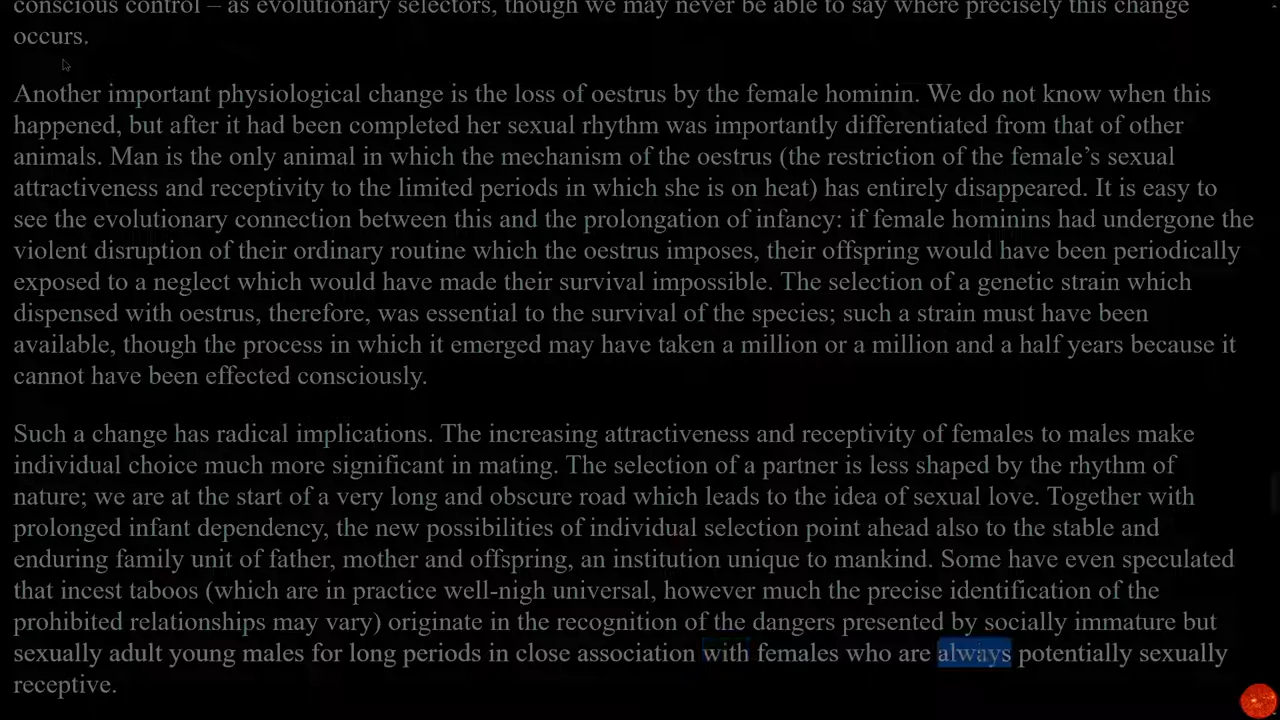 conscious control – as evolutionary selectors, though we may never be able to say where precisely this change
occurs.
Another important physiological change is the loss of oestrus by the female hominin. We do not know when this
happened, but after it had been completed her sexual rhythm was importantly differentiated from that of other
animals. Man is the only animal in which the mechanism of the oestrus (the restriction of the female’s sexual
attractiveness and receptivity to the limited periods in which she is on heat) has entirely disappeared. It is easy to
see the evolutionary connection between this and the prolongation of infancy: if female hominins had undergone the
violent disruption of their ordinary routine which the oestrus imposes, their offspring would have been periodically
exposed to a neglect which would have made their survival impossible. The selection of a genetic strain which
dispensed with oestrus, therefore, was essential to the survival of the species; such a strain must have been
available, though the process in which it emerged may have taken a million or a million and a half years because it
cannot have been effected consciously.
Such a change has radical implications. The increasing attractiveness and receptivity of females to males make
individual choice much more significant in mating. The selection of a partner is less shaped by the rhythm of
nature; we are at the start of a very long and obscure road which leads to the idea of sexual love. Together with
prolonged infant dependency, the new possibilities of individual selection point ahead also to the stable and
enduring family unit of father, mother and offspring, an institution unique to mankind. Some have even speculated
that incest taboos (which are in practice well-nigh universal, however much the precise identification of the
prohibited relationships may vary) originate in the recognition of the dangers presented by socially immature but
sexually adult young males for long periods in close association with females who are always potentially sexually
receptive.